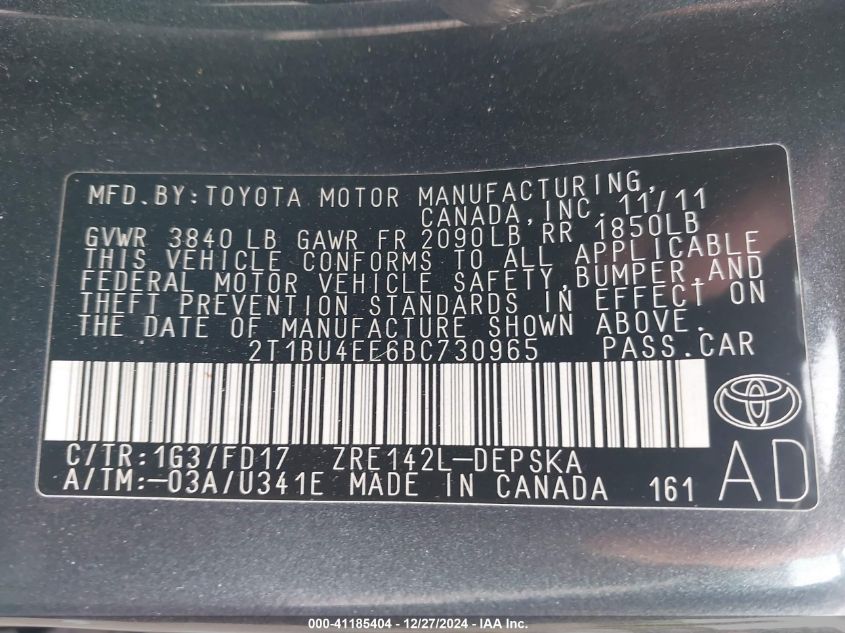 MFD.BY:TOYOTA MOTOR MANUFACTURING,
CANADA,INC. 11/11
GVWR 3840 LB GAWR FR 2090LB RR 1850LB
THIS VEHICLE CONFORMS TO ALL APPLICABLE
FEDERAL MOTOR VEHICLE SAFETY,BUMPER,AND
THEFT PREVENTION STANDARDS IN EFFECT ON
THE DATE OF MANUFACTURE SHOWN ABOVE.
2T1BU4EE6BC730965 PASS.CAR
C/TR:1G3/FD17 ZRE142L-DEPSKA
A/TM:-03A/U341E MADE IN CANADA 161
AD
000-41185404 - 12/27/2024 - IAA Inc.